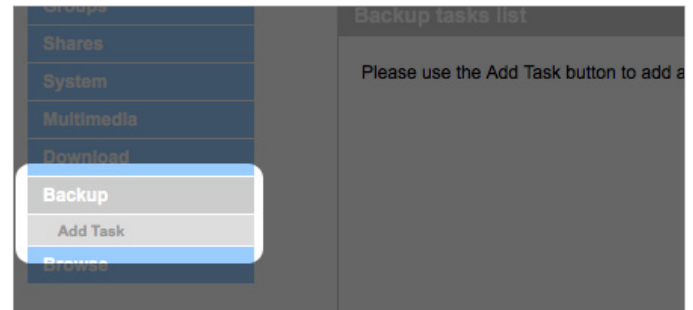 Groups
Backup tasks list
Shares
System
Please use the Add Task button to add a
Multimedia
Download
Backup
Add Task
Browse